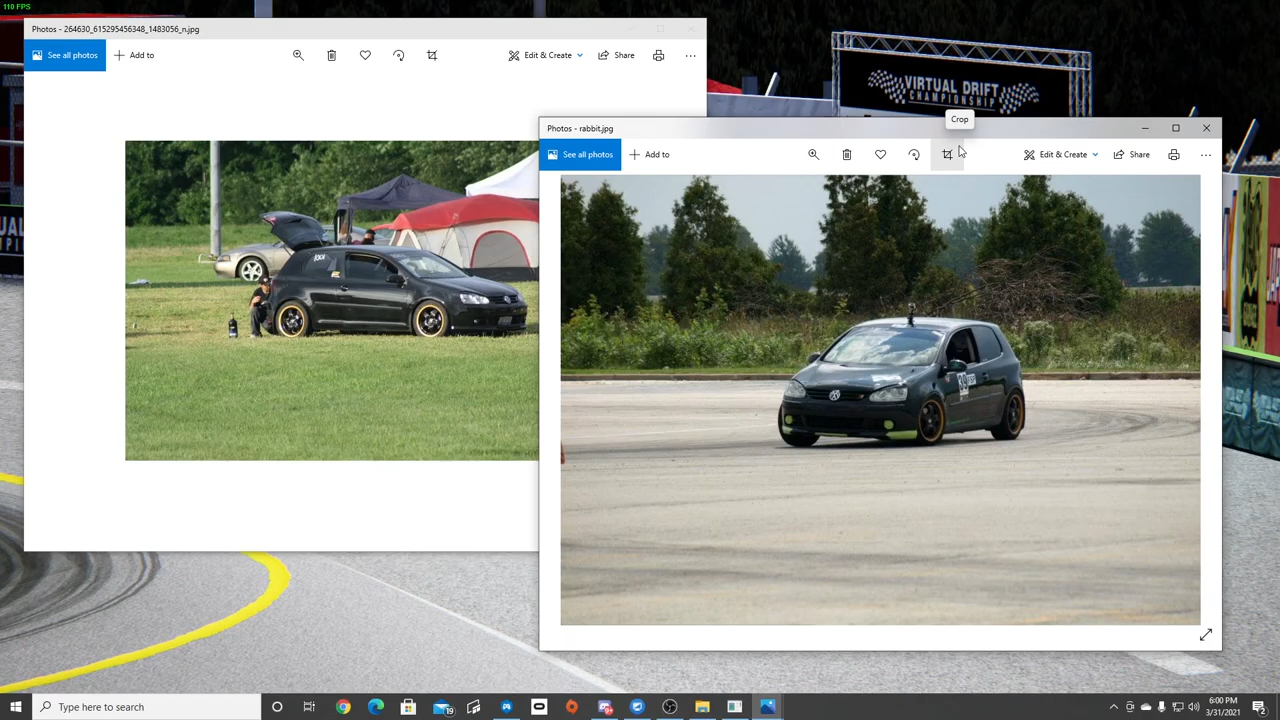 110 FPS
Photos - 264630_615295456348_1483056_n.jpg
See all photos
Add to
Edit & Create
Share
VIRTUAL DRIFT
CHAMPIONSHIP
Crop
Photos - rabbit.jpg
See all photos
Add to
Edit & Create
Share
Type here to search
19
6:00 PM
3/31/2021
2